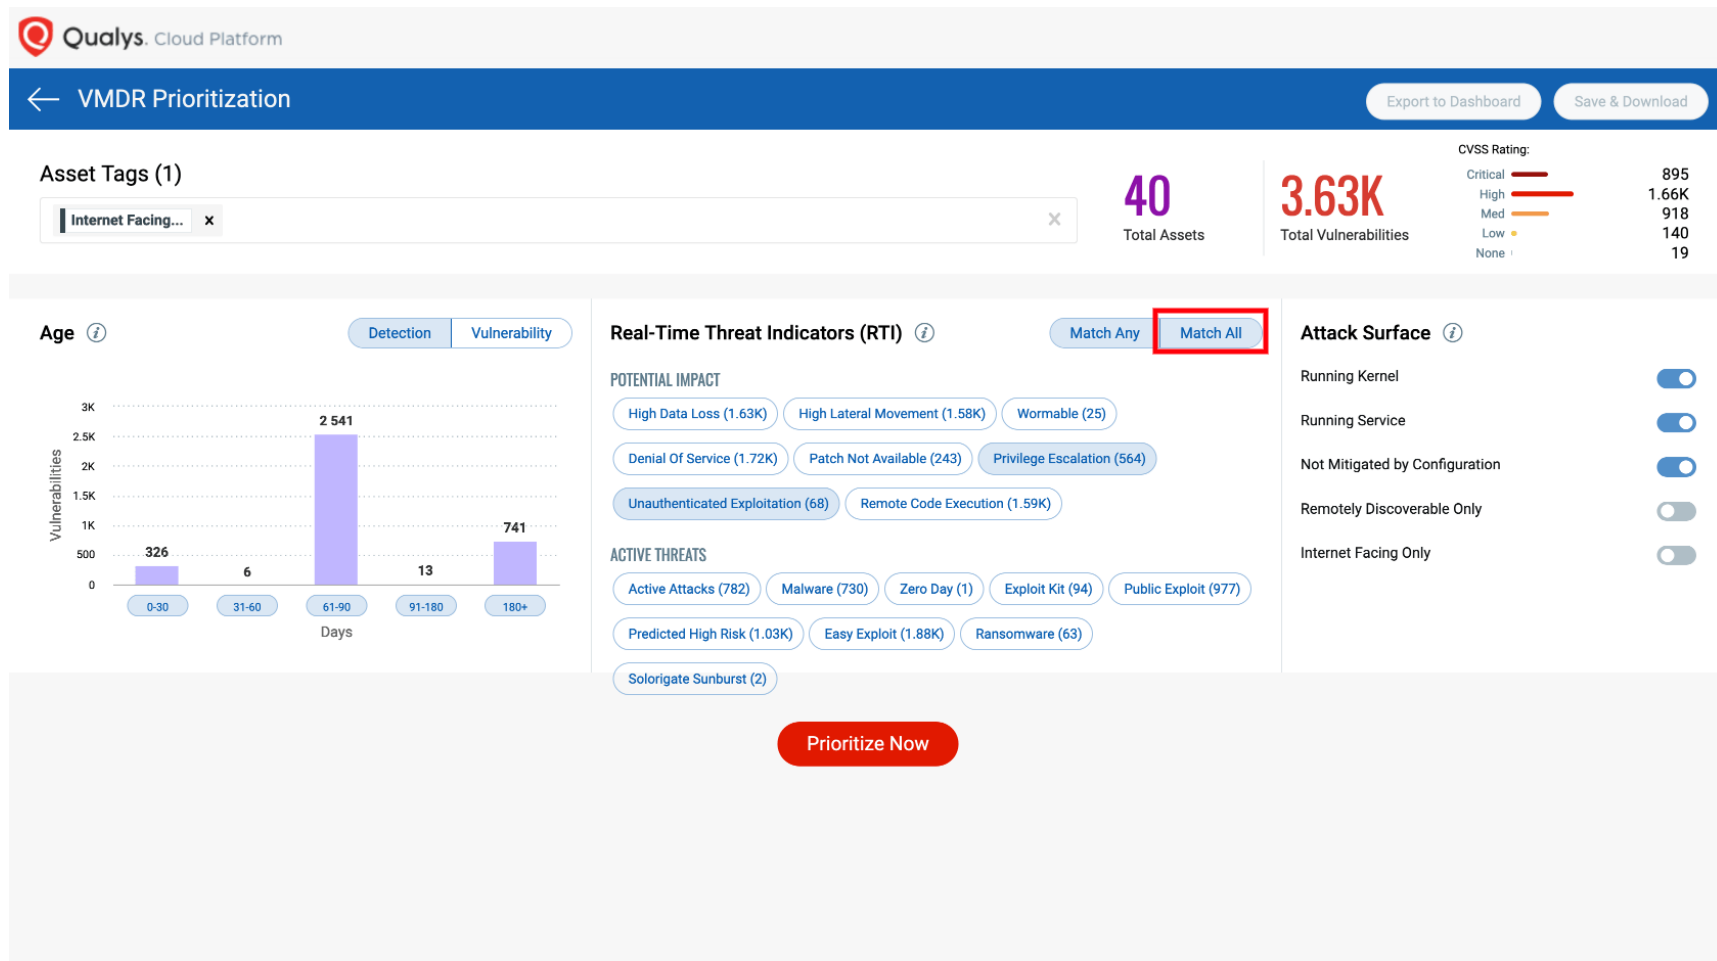 Qualys. Cloud Platform
VMDR Prioritization
Export to Dashboard
Save & Download
Asset Tags (1)
Internet Facing... ×
×
40
Total Assets
3.63K
Total Vulnerabilities
CVSS Rating:
Critical 895
High 1.66K
Med 918
Low 140
None 19
Age i
Detection Vulnerability
Vulnerabilities
3K
2.5K
2K
1.5K
1K
500
0
326
6
2 541
13
741
0-30 31-60 61-90 91-180 180+
Days
Real-Time Threat Indicators (RTI) i
Match Any Match All
POTENTIAL IMPACT
High Data Loss (1.63K) High Lateral Movement (1.58K) Wormable (25)
Denial Of Service (1.72K) Patch Not Available (243) Privilege Escalation (564)
Unauthenticated Exploitation (68) Remote Code Execution (1.59K)
ACTIVE THREATS
Active Attacks (782) Malware (730) Zero Day (1) Exploit Kit (94) Public Exploit (977)
Predicted High Risk (1.03K) Easy Exploit (1.88K) Ransomware (63)
Solorigate Sunburst (2)
Attack Surface i
Running Kernel
Running Service
Not Mitigated by Configuration
Remotely Discoverable Only
Internet Facing Only
Prioritize Now